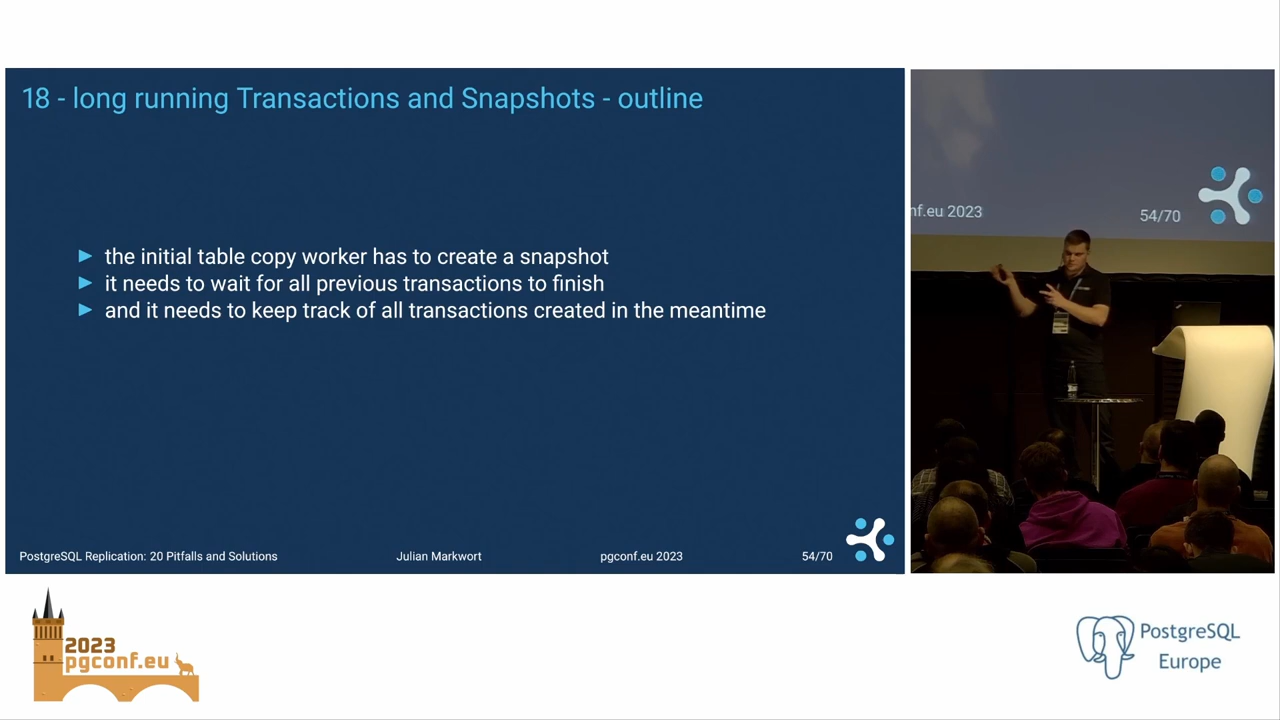 18 - long running Transactions and Snapshots - outline
the initial table copy worker has to create a snapshot
it needs to wait for all previous transactions to finish
and it needs to keep track of all transactions created in the meantime
PostgreSQL Replication: 20 Pitfalls and Solutions
Julian Markwort
pgconf.eu 2023
54/70
nf.eu 2023
54/70
2023
pgconf.eu
PostgreSQL
Europe